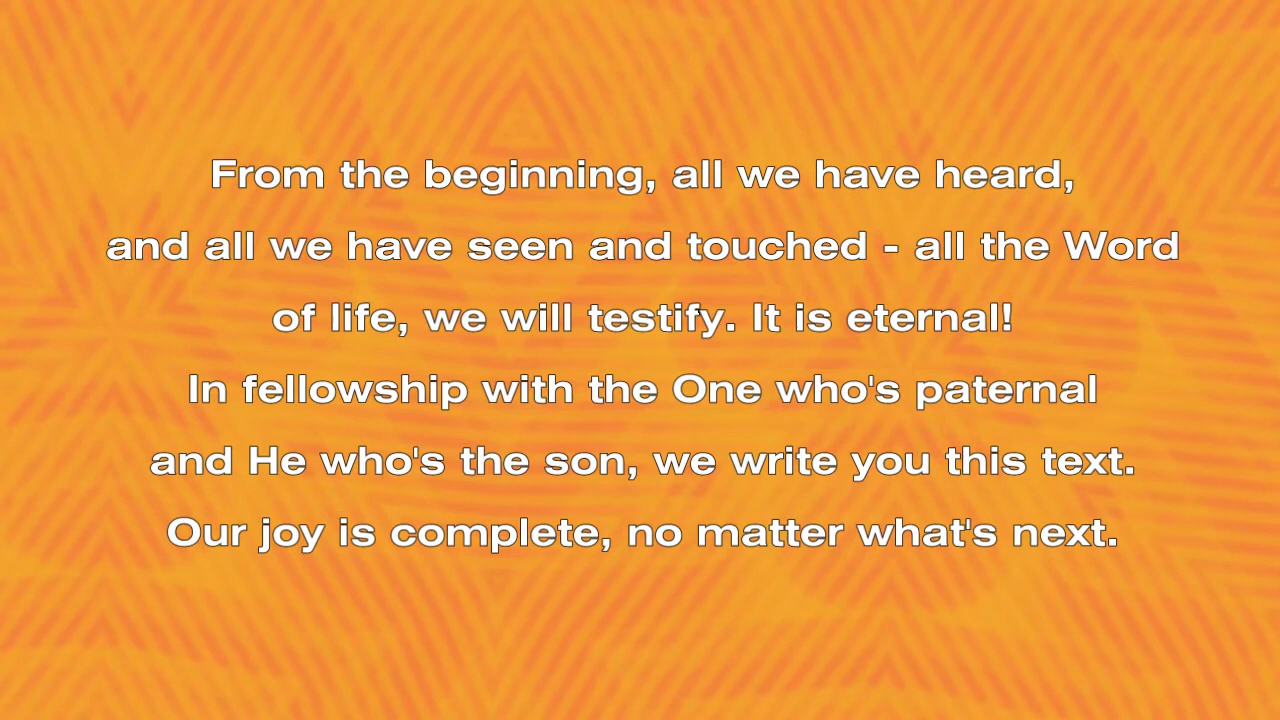 From the beginning, all we have heard,
and all we have seen and touched - all the Word
of life, we will testify. It is eternal!
In fellowship with the One who's paternal
and He who's the son, we write you this text.
Our joy is complete, no matter what's next.